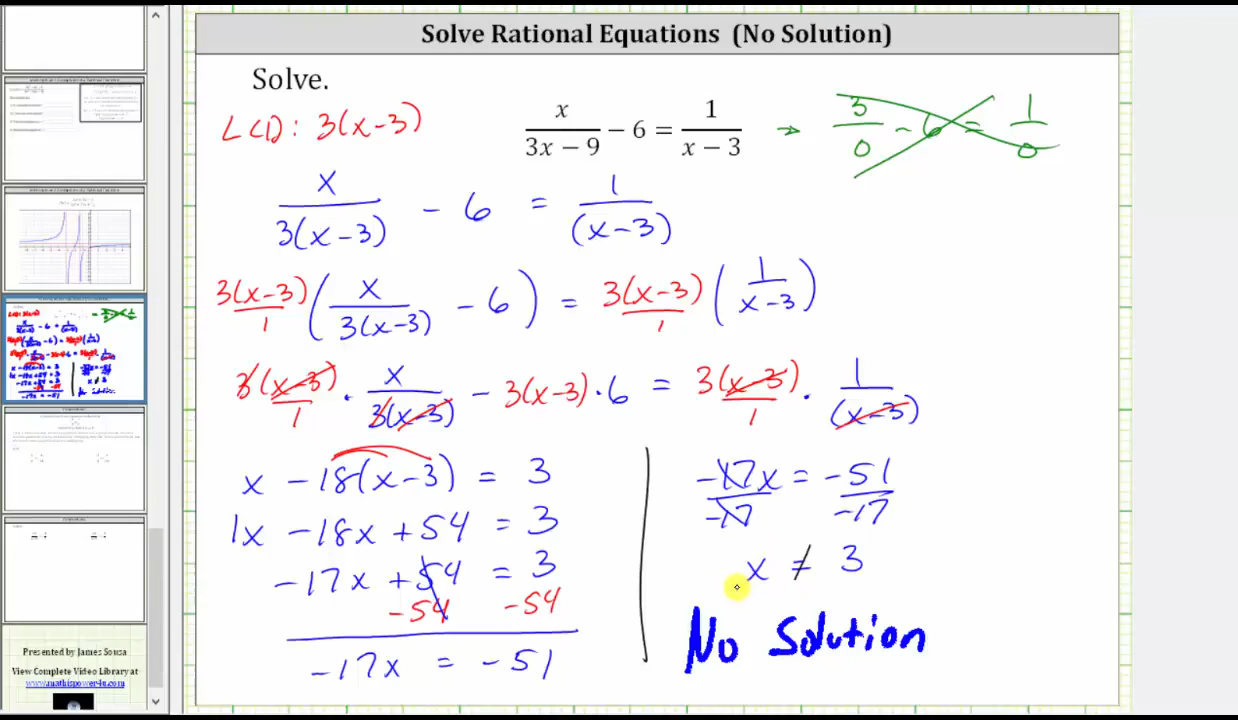 Solve Rational Equations (No Solution)
Solve.
LCD: 3(x-3)
x/(3x − 9) − 6 = 1/(x − 3) → 3/0 - 6 = 1/0
x/(3(x-3)) - 6 = 1/((x-3))
3(x-3)/1 (x/(3(x-3)) - 6) = 3(x-3)/1 (1/(x-3))
3(x-3)/1 · x/(3(x-3)) - 3(x-3)·6 = 3(x-3)/1 · 1/((x-3))
x - 18(x-3) = 3
1x - 18x + 54 = 3
-17x + 54 = 3
-54 -54
-17x = -51
-17x/-17 = -51/-17
x ≠ 3
No Solution
Presented by James Sousa
View Complete Video Library at
www.mathispower4u.com